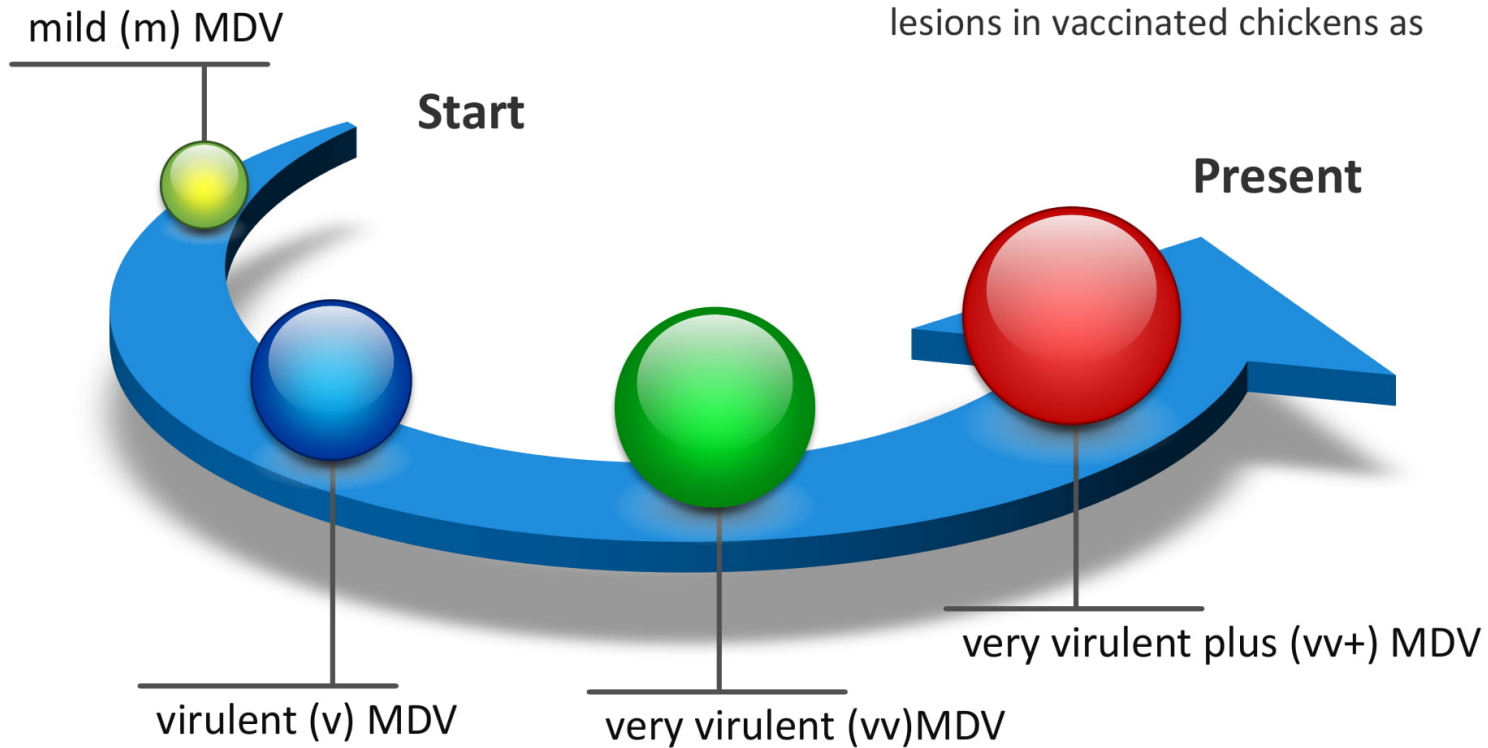 lesions in vaccinated chickens as
mild (m) MDV
Start
Present
very virulent plus (vv+) MDV
virulent (v) MDV
very virulent (vv)MDV